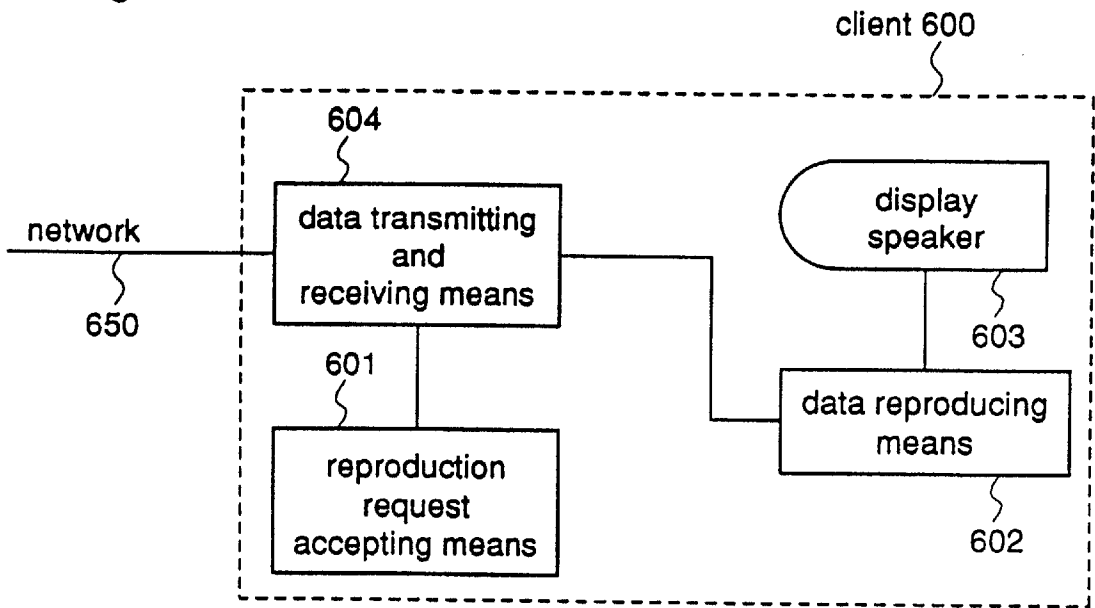 client 600
604
data transmitting
and
receiving means
display
speaker
network
650
603
601
data reproducing
means
reproduction
request
accepting means
602